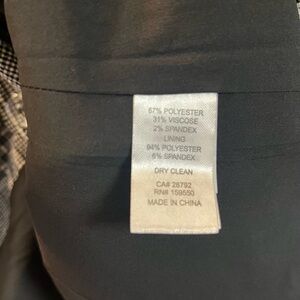 67% POLYESTER
31% VISCOSE
2% SPANDEX
LINING
94% POLYESTER
6% SPANDEX
DRY CLEAN
CA# 26792
RN# 159550
MADE IN CHINA